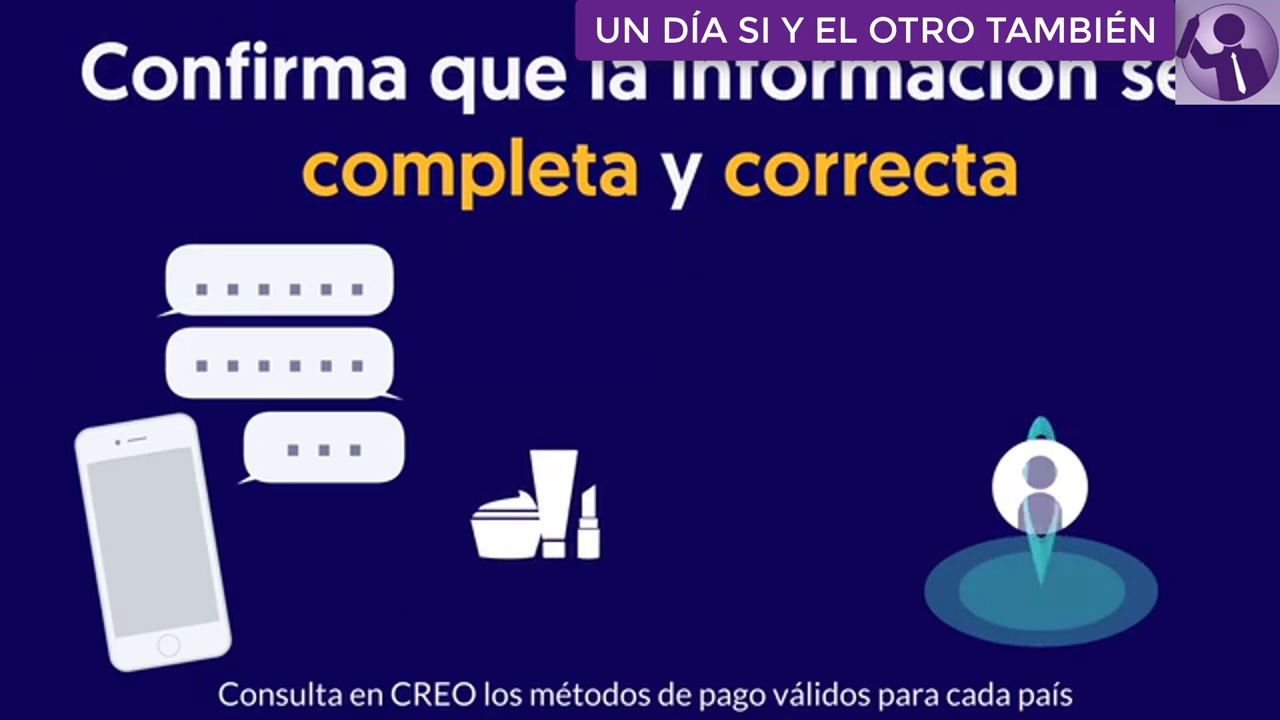 UN DÍA SI Y EL OTRO TAMBIÉN
Confirma que la información se
completa y correcta
Consulta en CREO los métodos de pago válidos para cada país